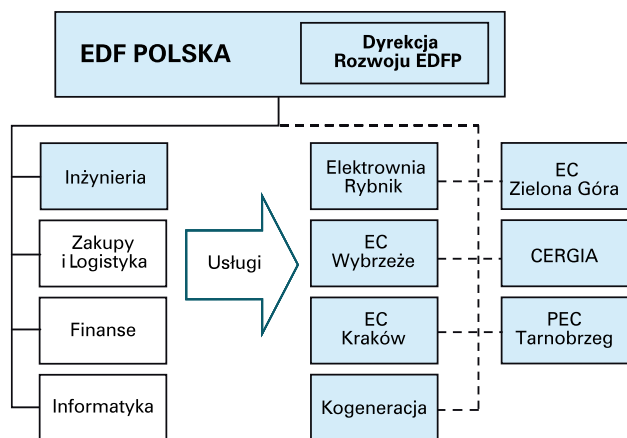 EDF POLSKA
Dyrekcja
Rozwoju EDFP
Inżynieria
Zakupy
i Logistyka
Finanse
Informatyka
Usługi
Elektrownia
Rybnik
EC
Wybrzeże
EC
Kraków
Kogeneracja
EC
Zielona Góra
CERGIA
PEC
Tarnobrzeg